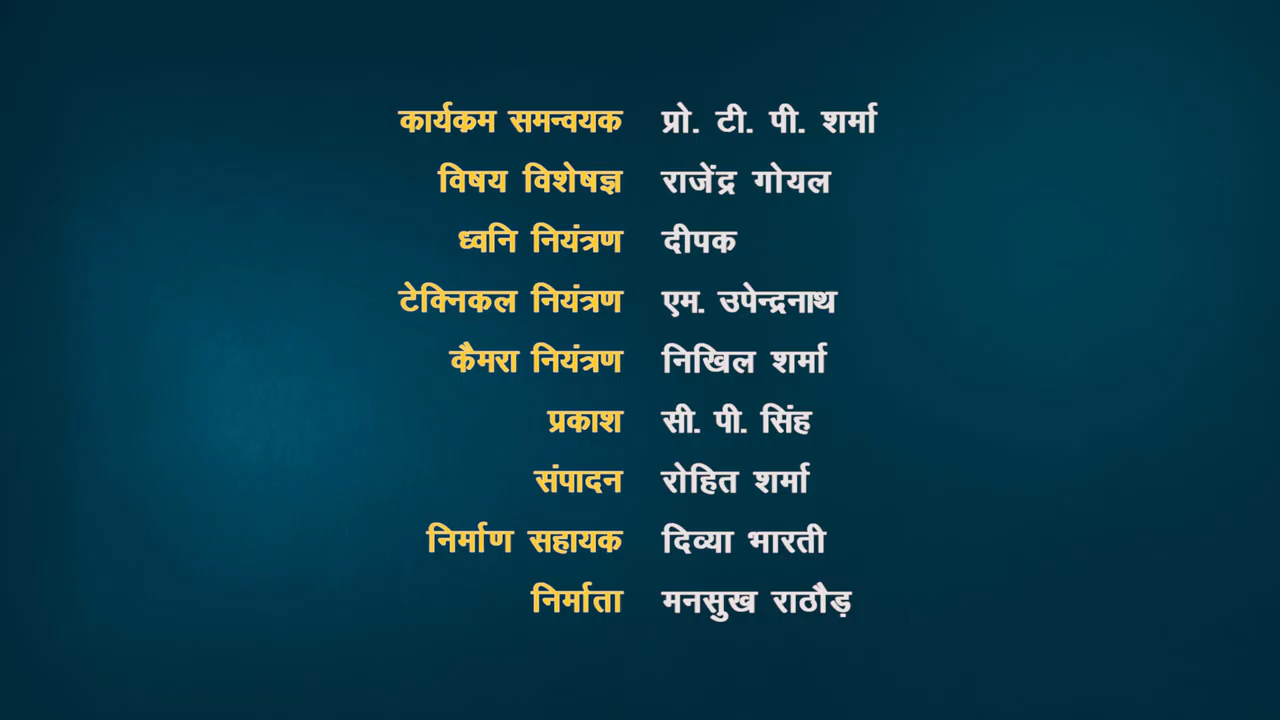 कार्यक्रम समन्वयक प्रो. टी. पी. शर्मा
विषय विशेषज्ञ राजेंद्र गोयल
ध्वनि नियंत्रण दीपक
टेक्निकल नियंत्रण एम. उपेन्द्रनाथ
कैमरा नियंत्रण निखिल शर्मा
प्रकाश सी. पी. सिंह
संपादन रोहित शर्मा
निर्माण सहायक दिव्या भारती
निर्माता मनसुख राठौड़